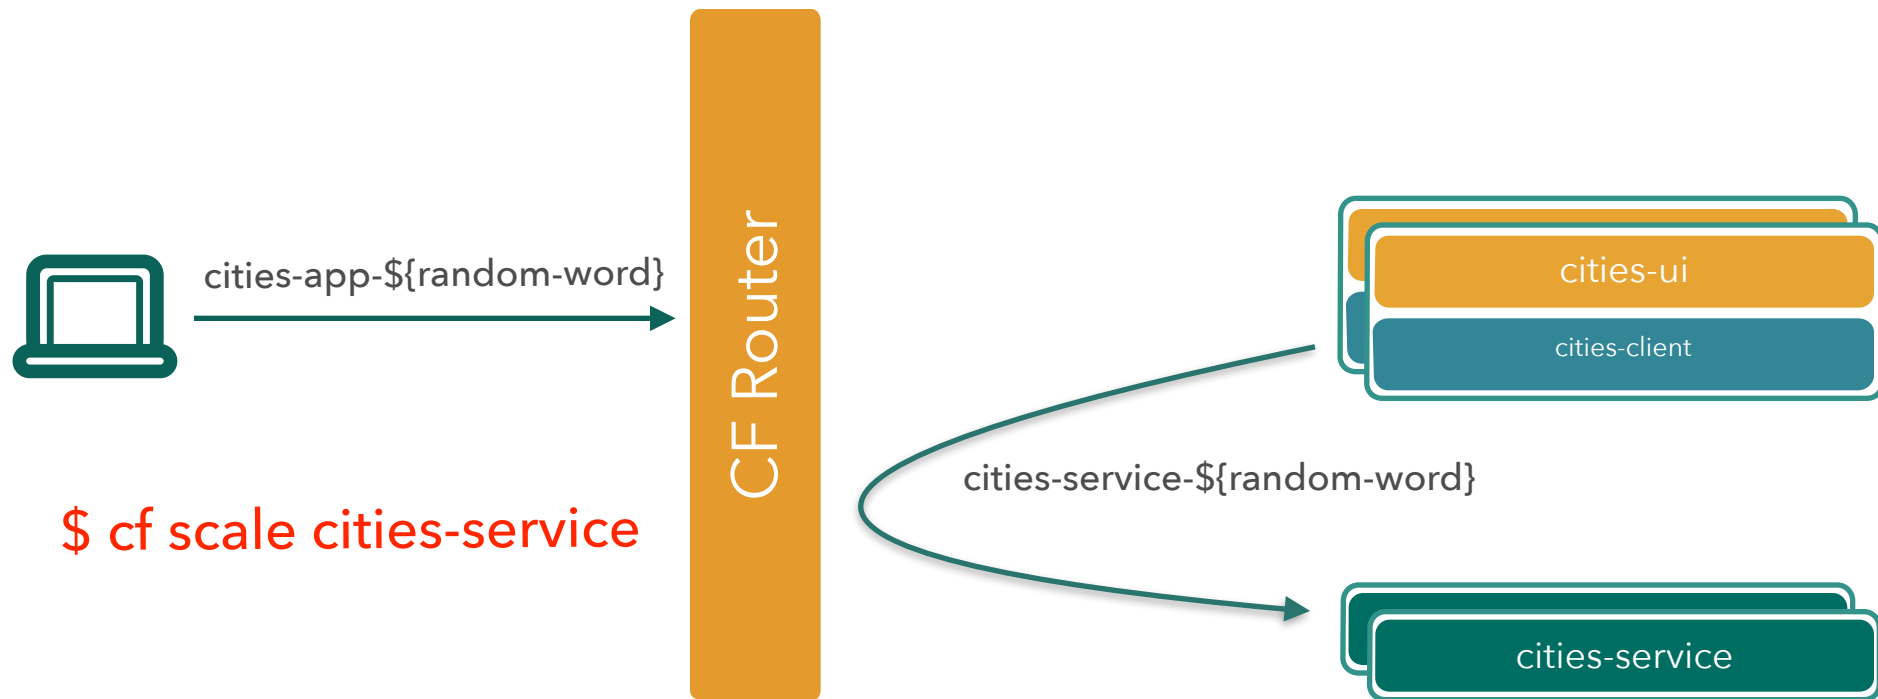 cities-app-${random-word}
CF Router
cities-ui
cities-client
cities-service-${random-word}
$ cf scale cities-service
cities-service